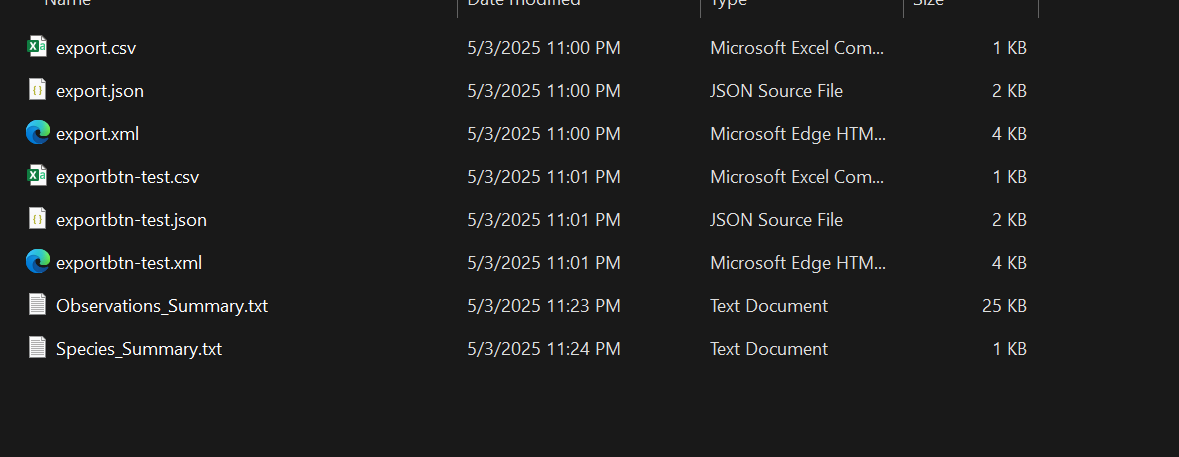 Name Date modified Type Size
export.csv 5/3/2025 11:00 PM Microsoft Excel Com... 1 KB
export.json 5/3/2025 11:00 PM JSON Source File 2 KB
export.xml 5/3/2025 11:00 PM Microsoft Edge HTM... 4 KB
exportbtn-test.csv 5/3/2025 11:01 PM Microsoft Excel Com... 1 KB
exportbtn-test.json 5/3/2025 11:01 PM JSON Source File 2 KB
exportbtn-test.xml 5/3/2025 11:01 PM Microsoft Edge HTM... 4 KB
Observations_Summary.txt 5/3/2025 11:23 PM Text Document 25 KB
Species_Summary.txt 5/3/2025 11:24 PM Text Document 1 KB